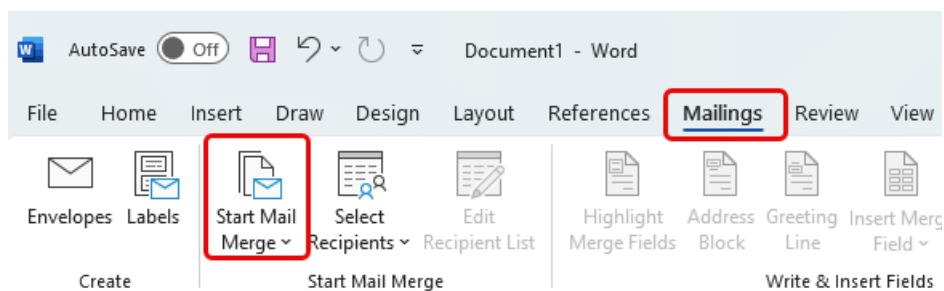 W AutoSave Off Document1 - Word
File Home Insert Draw Design Layout References Mailings Review View
Envelopes Labels Start Mail Select Edit Highlight Address Greeting Insert
Merge Recipients Recipient List Merge Fields Block Line Field
Create Start Mail Merge Write & Insert Fields